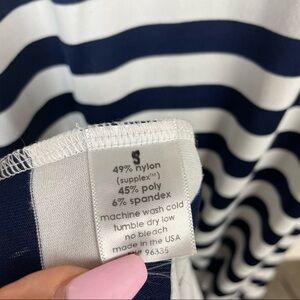 S
49% nylon
(supplex™)
45% poly
6% spandex
machine wash cold
tumble dry low
no bleach
made in the USA
96335